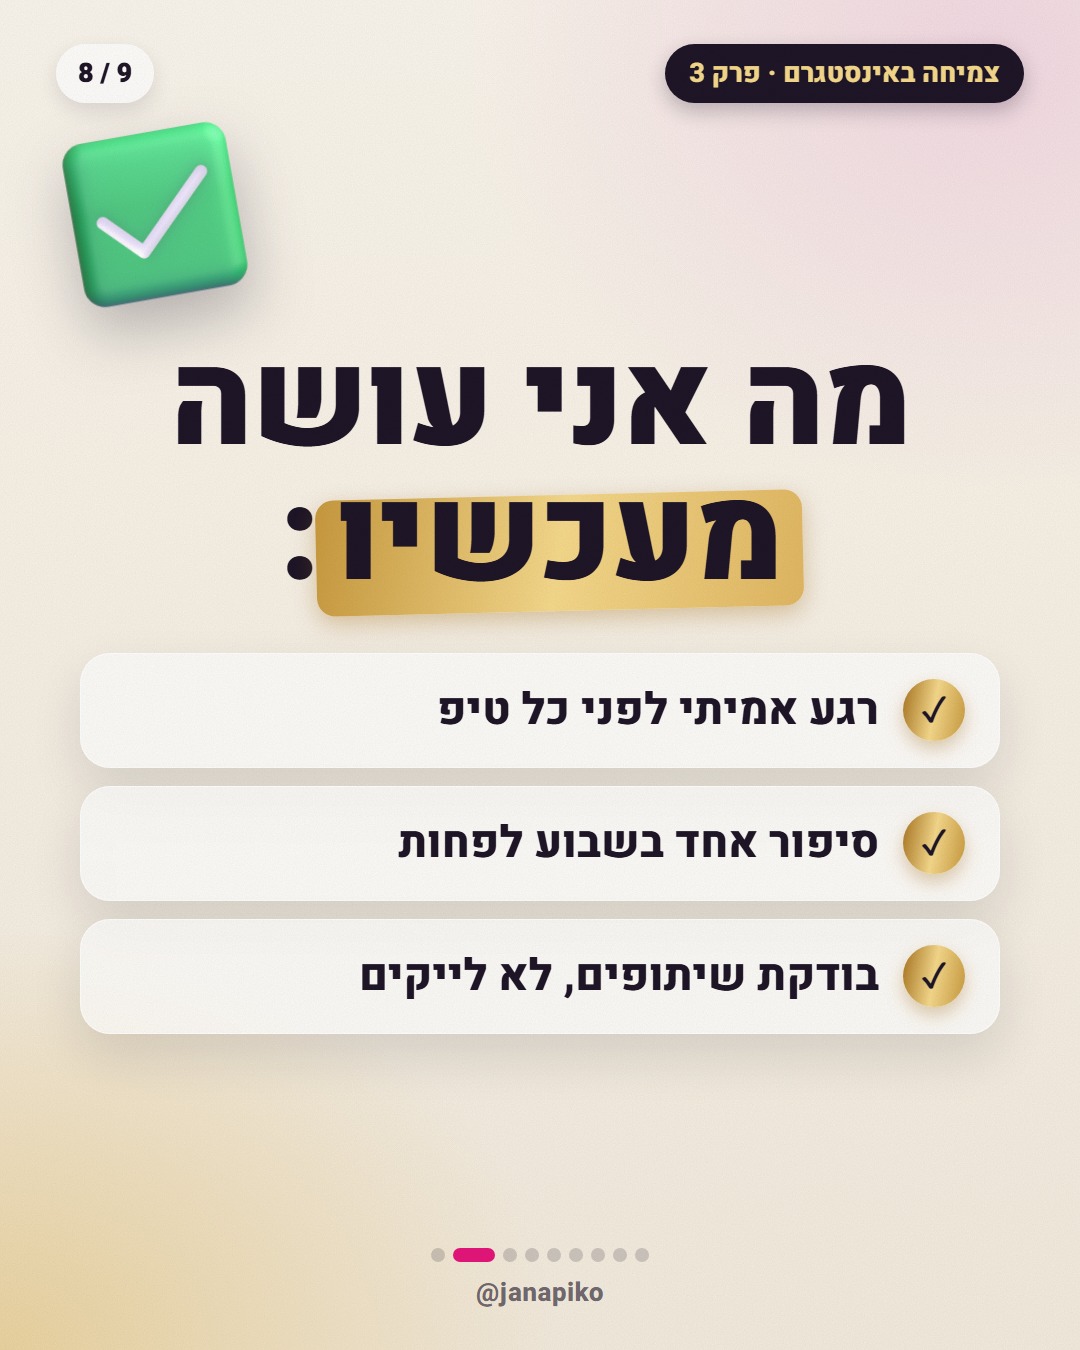 צמיחה באינסטגרם · פרק 3
8 / 9
מה אני עושה
מעכשיו:
רגע אמיתי לפני כל טיפ
סיפור אחד בשבוע לפחות
בודקת שיתופים, לא לייקים
@janapiko